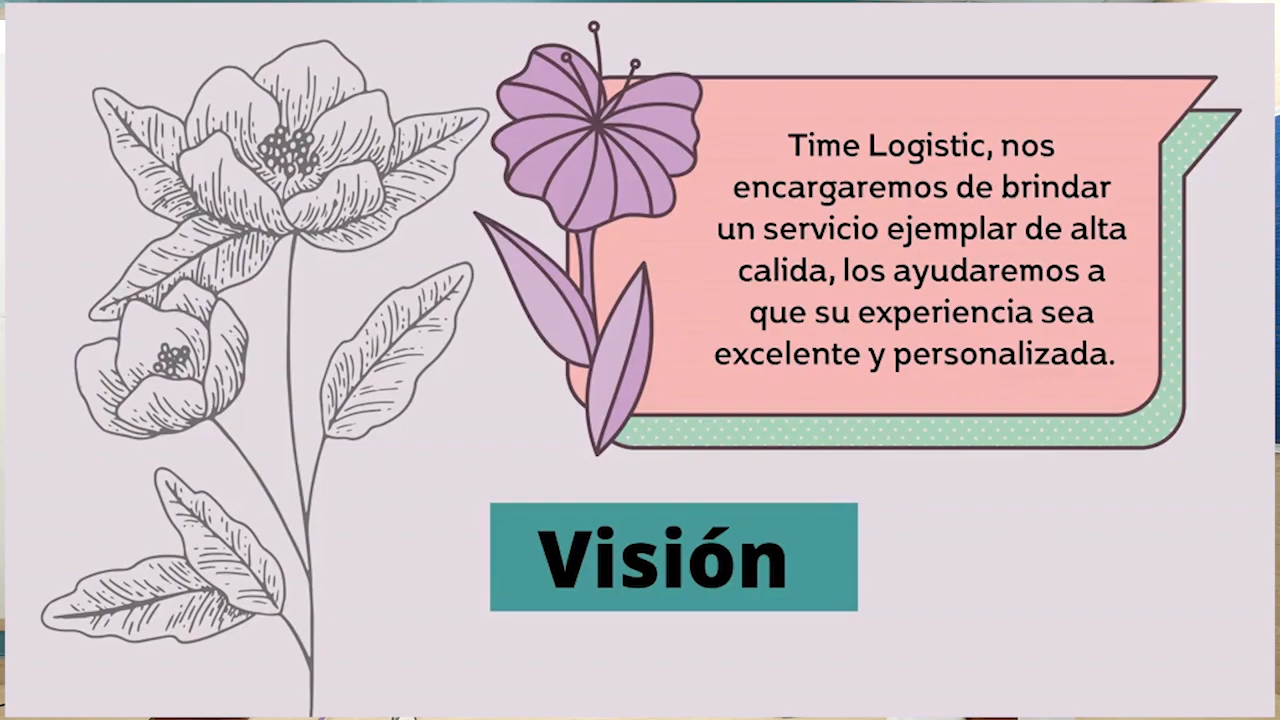 Time Logistic, nos
encargaremos de brindar
un servicio ejemplar de alta
calida, los ayudaremos a
que su experiencia sea
excelente y personalizada.
Visión